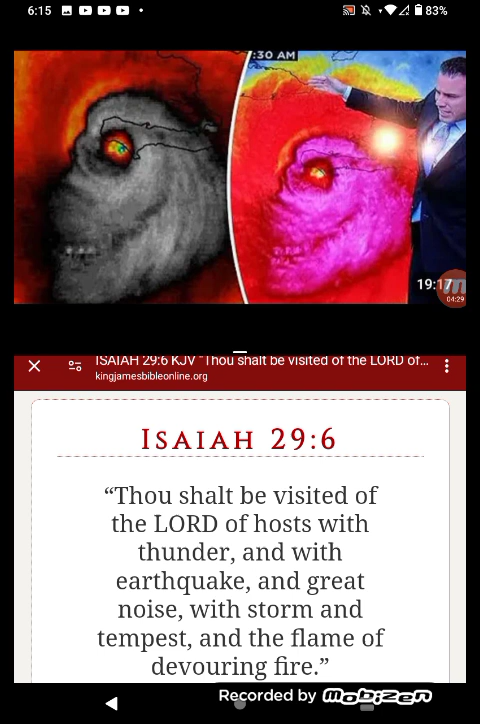 6:15
83%
:30 AM
19:17
04:29
ISAIAH 29:6 KJV "Thou shalt be visited of the LORD of...
kingjamesbibleonline.org
ISAIAH 29:6
“Thou shalt be visited of
the LORD of hosts with
thunder, and with
earthquake, and great
noise, with storm and
tempest, and the flame of
devouring fire.”
Recorded by mobizen